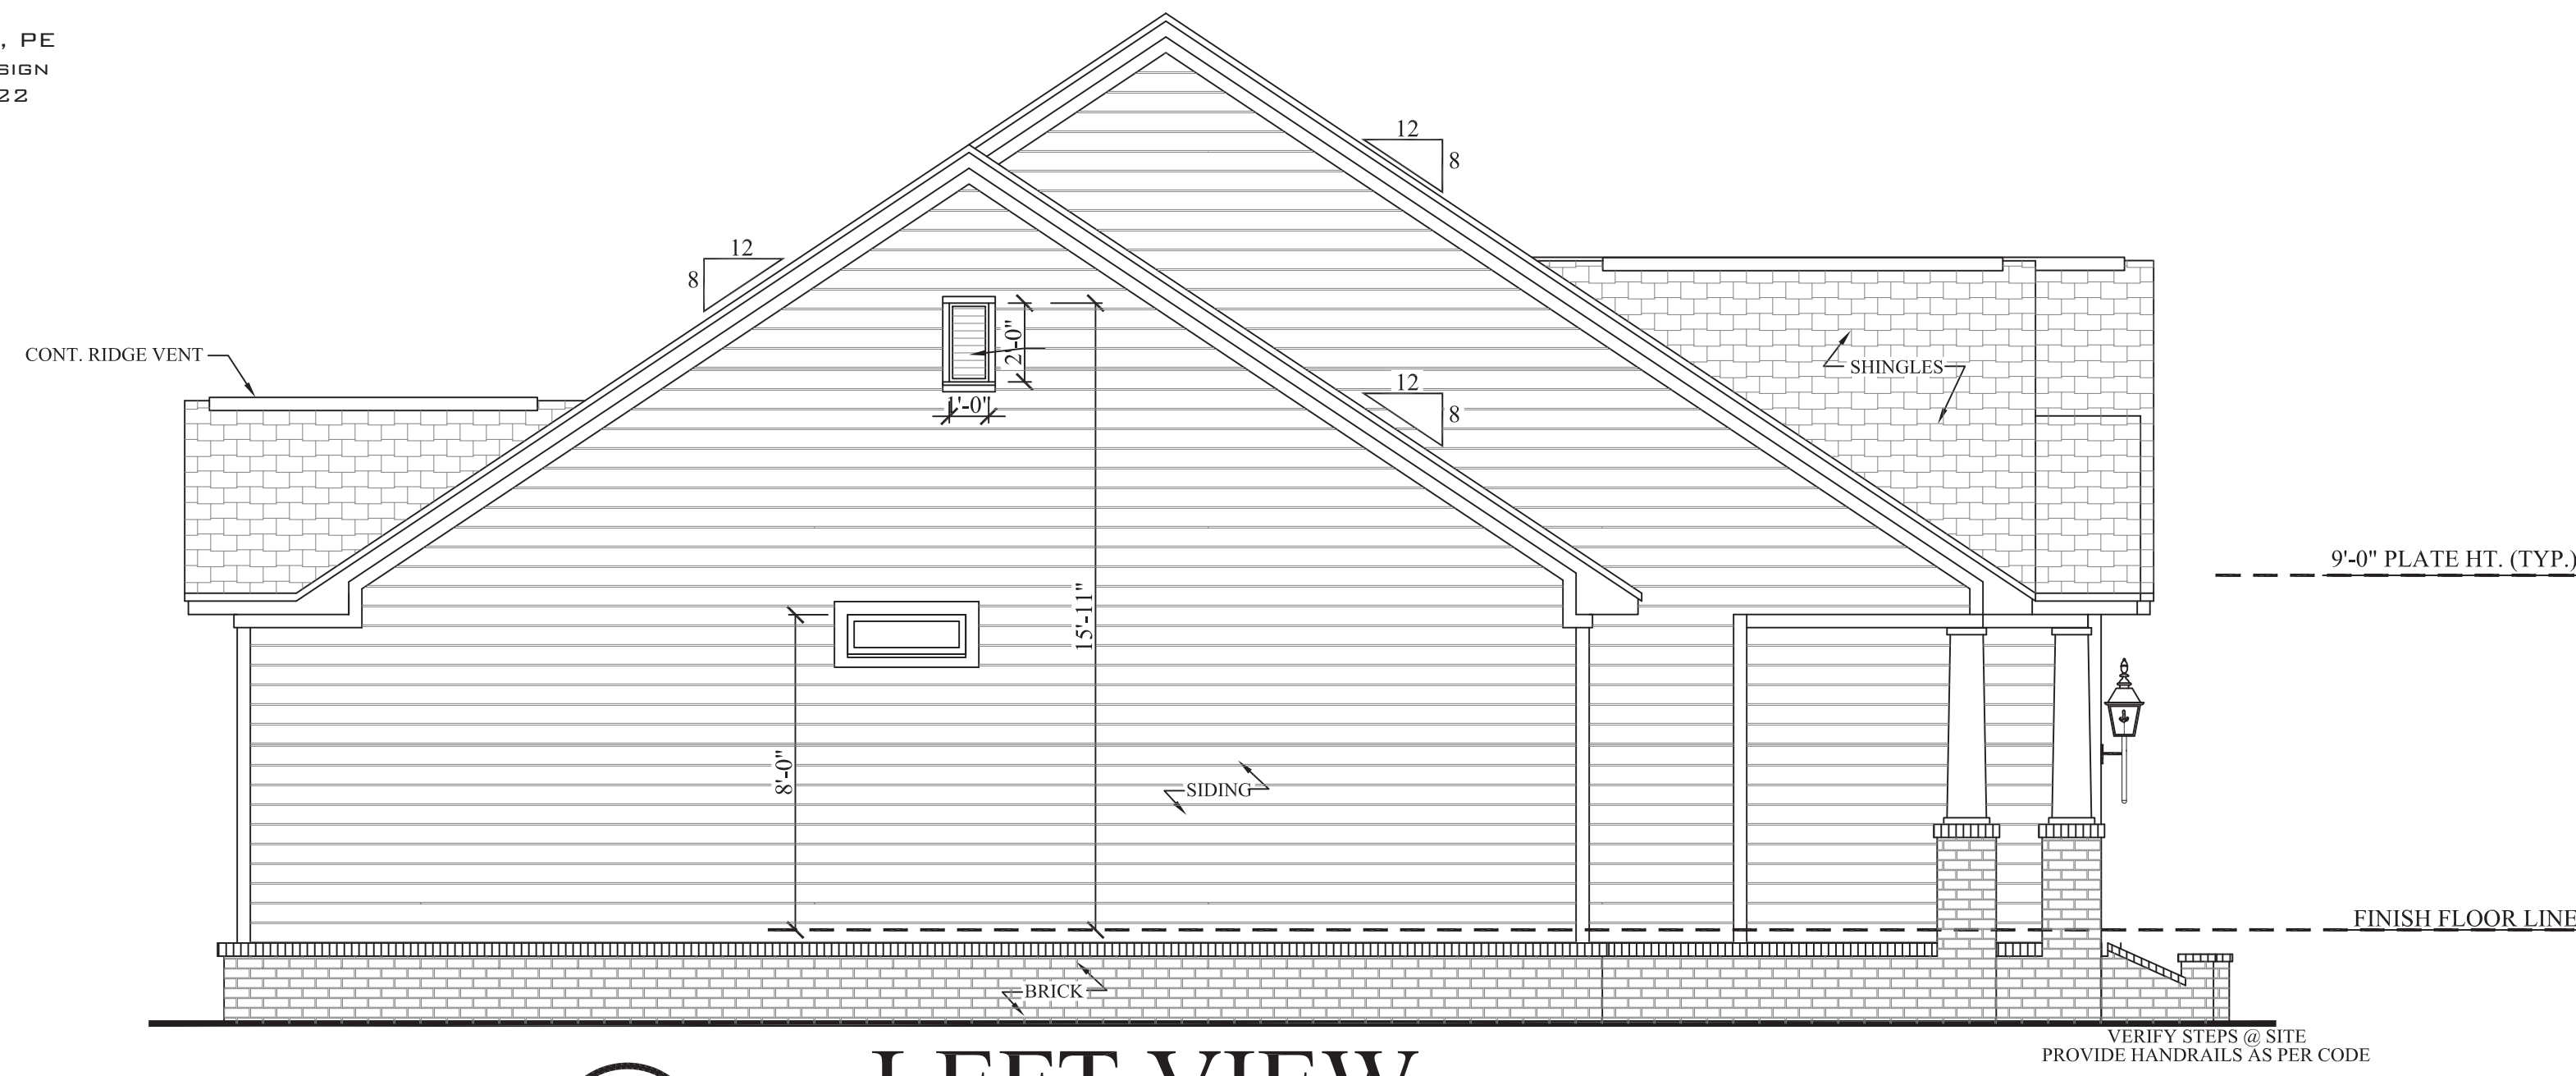 , PE
SIGN
22
12
8
12
8
CONT. RIDGE VENT
2'-0"
1'-0"
12
8
SHINGLES
9'-0" PLATE HT. (TYP.)
15'-11"
8'-0"
SIDING
FINISH FLOOR LINE
BRICK
VERIFY STEPS @ SITE
PROVIDE HANDRAILS AS PER CODE
LEFT VIEW